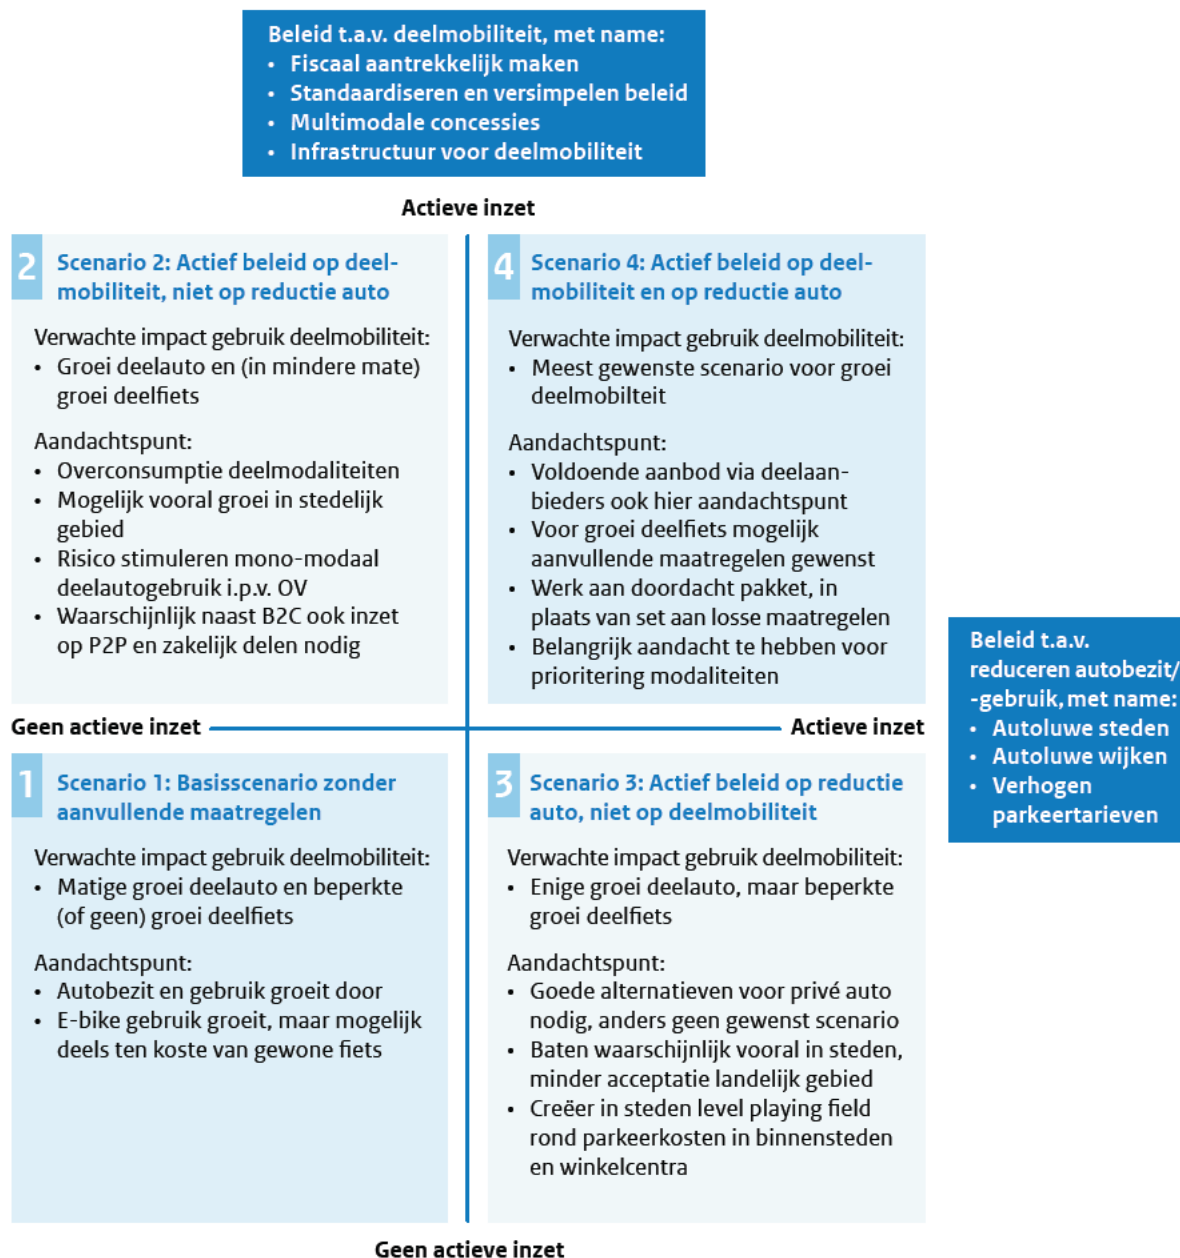 Beleid t.a.v. deelmobiliteit, met name:
• Fiscaal aantrekkelijk maken
• Standaardiseren en versimpelen beleid
• Multimodale concessies
• Infrastructuur voor deelmobiliteit
Actieve inzet
2
Scenario 2: Actief beleid op deel-
mobiliteit, niet op reductie auto
Verwachte impact gebruik deelmobiliteit:
• Groei deelauto en (in mindere mate)
groei deelfiets
Aandachtspunt:
• Overconsumptie deelmodaliteiten
• Mogelijk vooral groei in stedelijk
gebied
• Risico stimuleren mono-modaal
deelautogebruik i.p.v. OV
• Waarschijnlijk naast B2C ook inzet
op P2P en zakelijk delen nodig
4
Scenario 4: Actief beleid op deel-
mobiliteit en op reductie auto
Verwachte impact gebruik deelmobiliteit:
• Meest gewenste scenario voor groei
deelmobilteit
Aandachtspunt:
• Voldoende aanbod via deelaan-
bieders ook hier aandachtspunt
• Voor groei deelfiets mogelijk
aanvullende maatregelen gewenst
• Werk aan doordacht pakket, in
plaats van set aan losse maatregelen
• Belangrijk aandacht te hebben voor
prioritering modaliteiten
Geen actieve inzet
Actieve inzet
Beleid t.a.v.
reduceren autobezit/
-gebruik, met name:
• Autoluwe steden
• Autoluwe wijken
• Verhogen
parkeertarieven
1
Scenario 1: Basisscenario zonder
aanvullende maatregelen
Verwachte impact gebruik deelmobiliteit:
• Matige groei deelauto en beperkte
(of geen) groei deelfiets
Aandachtspunt:
• Autobezit en gebruik groeit door
• E-bike gebruik groeit, maar mogelijk
deels ten koste van gewone fiets
3
Scenario 3: Actief beleid op reductie
auto, niet op deelmobiliteit
Verwachte impact gebruik deelmobiliteit:
• Enige groei deelauto, maar beperkte
groei deelfiets
Aandachtspunt:
• Goede alternatieven voor privé auto
nodig, anders geen gewenst scenario
• Baten waarschijnlijk vooral in steden,
minder acceptatie landelijk gebied
• Creëer in steden level playing field
rond parkeerkosten in binnensteden
en winkelcentra
Geen actieve inzet